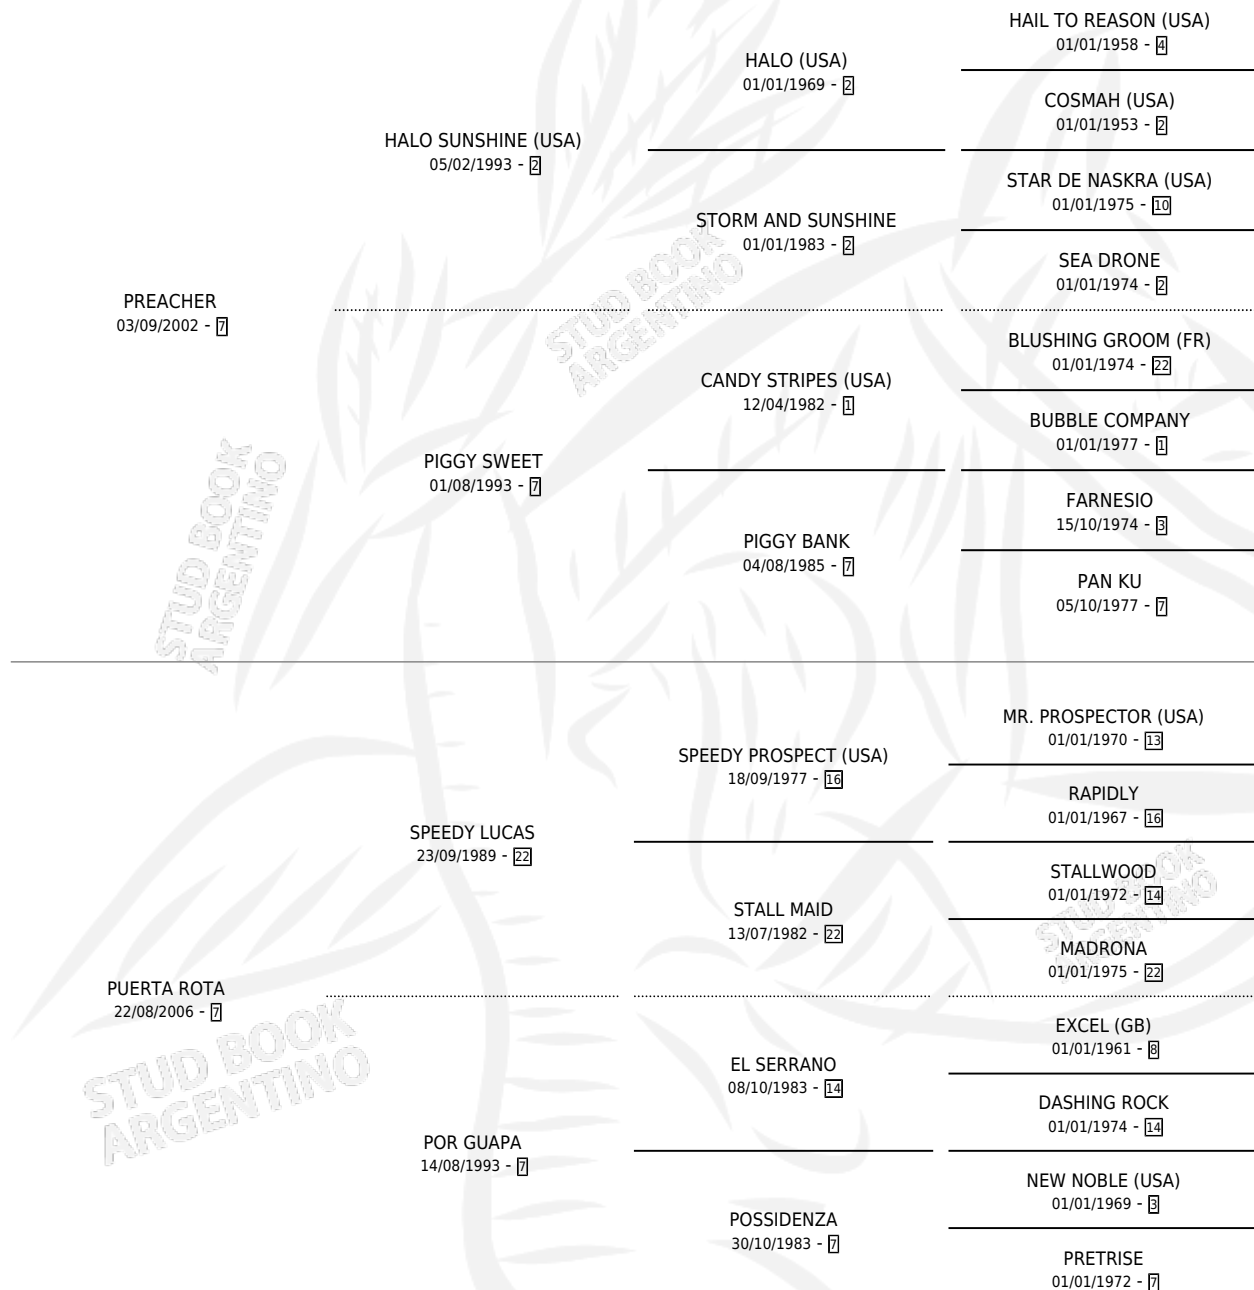 HAIL TO REASON (USA)
01/01/1958 - 4
HALO (USA)
01/01/1969 - 2
COSMAH (USA)
01/01/1953 - 2
HALO SUNSHINE (USA)
05/02/1993 - 2
STAR DE NASKRA (USA)
01/01/1975 - 10
STORM AND SUNSHINE
01/01/1983 - 2
SEA DRONE
01/01/1974 - 2
PREACHER
03/09/2002 - 7
BLUSHING GROOM (FR)
01/01/1974 - 22
CANDY STRIPES (USA)
12/04/1982 - 1
BUBBLE COMPANY
01/01/1977 - 1
PIGGY SWEET
01/08/1993 - 7
FARNESIO
15/10/1974 - 3
PIGGY BANK
04/08/1985 - 7
PAN KU
05/10/1977 - 7
STUD BOOK
ARGENTINO
STUD BOOK
ARGENTINO
MR. PROSPECTOR (USA)
01/01/1970 - 13
SPEEDY PROSPECT (USA)
18/09/1977 - 16
RAPIDLY
01/01/1967 - 16
SPEEDY LUCAS
23/09/1989 - 22
STALLWOOD
01/01/1972 - 14
STALL MAID
13/07/1982 - 22
MADRONA
01/01/1975 - 22
STUD BOOK
ARGENTINO
PUERTA ROTA
22/08/2006 - 7
EXCEL (GB)
01/01/1961 - 8
EL SERRANO
08/10/1983 - 14
DASHING ROCK
01/01/1974 - 14
STUD BOOK
ARGENTINO
POR GUAPA
14/08/1993 - 7
NEW NOBLE (USA)
01/01/1969 - 3
POSSIDENZA
30/10/1983 - 7
PRETRISE
01/01/1972 - 7